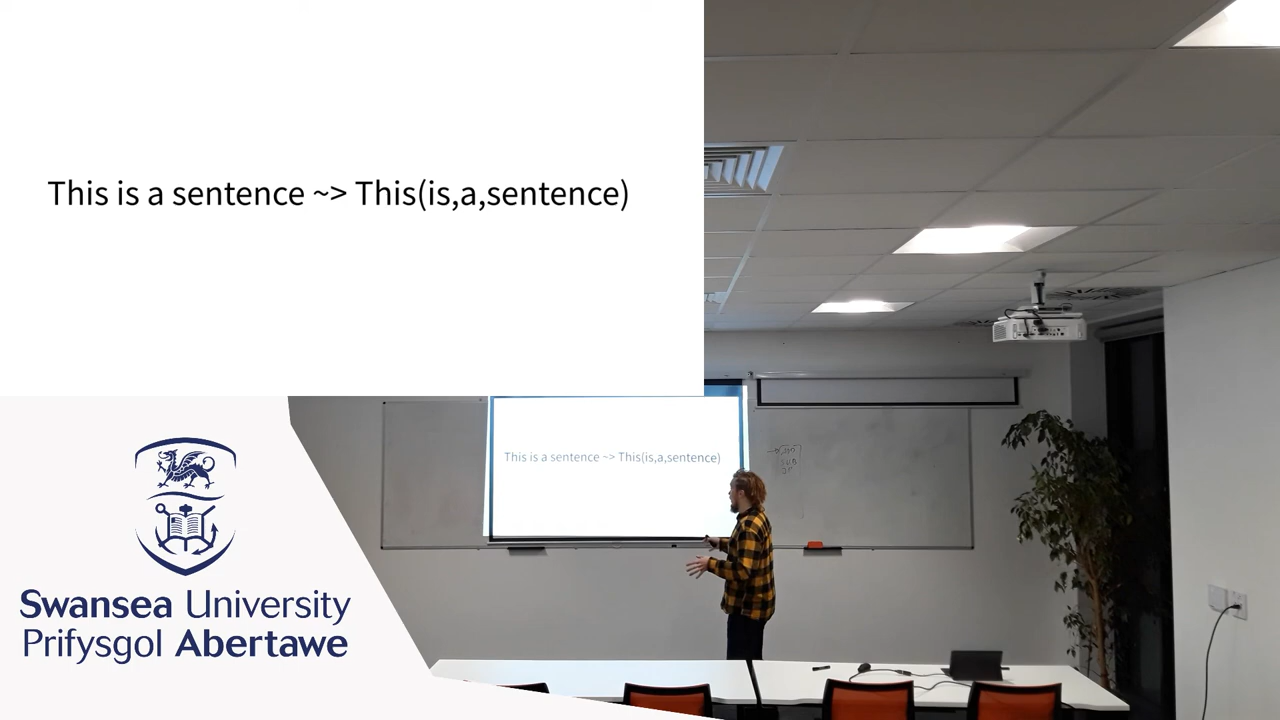 This is a sentence ~> This(is,a,sentence)
This is a sentence ~> This(is,a,sentence)
Swansea University
Prifysgol Abertawe